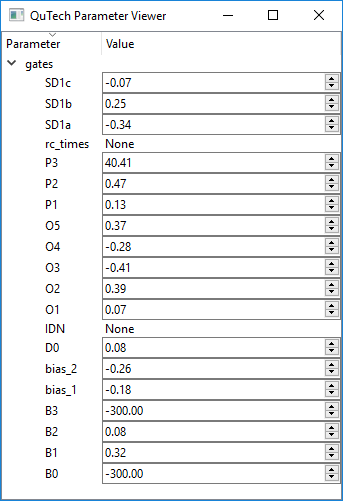 QuTech Parameter Viewer
Parameter Value
gates
SD1c -0.07
SD1b 0.25
SD1a -0.34
rc_times None
P3 40.41
P2 0.47
P1 0.13
O5 0.37
O4 -0.28
O3 -0.41
O2 0.39
O1 0.07
IDN None
D0 0.08
bias_2 -0.26
bias_1 -0.18
B3 -300.00
B2 0.08
B1 0.32
B0 -300.00